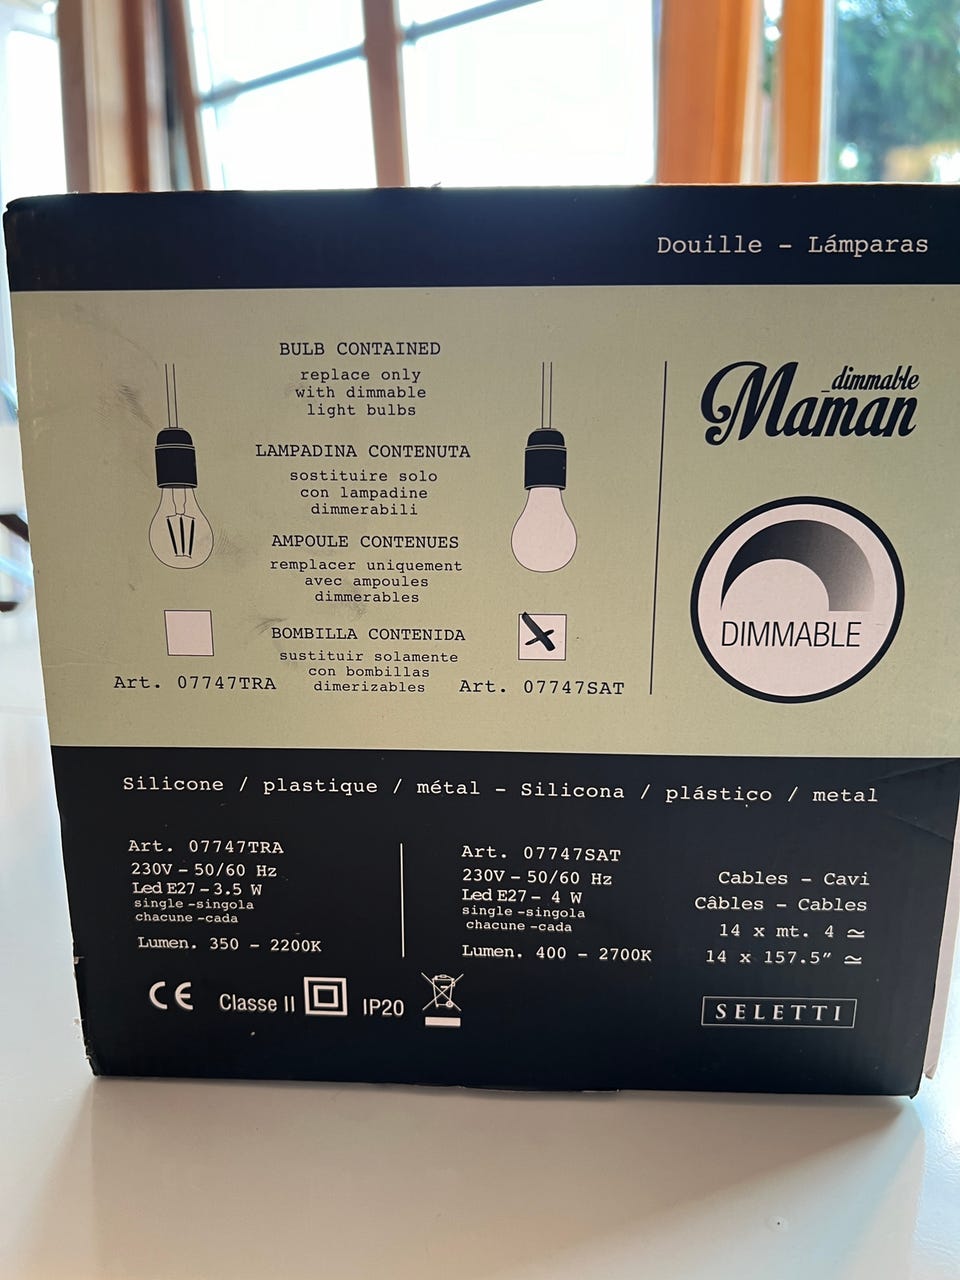 Douille - Lámparas
BULB CONTAINED
replace only
with dimmable
light bulbs
LAMPADINA CONTENUTA
sostituire solo
con lampadine
dimmerabili
AMPOULE CONTENUES
remplacer uniquement
avec ampoules
dimmerables
BOMBILLA CONTENIDA
sustituir solamente
con bombillas
dimerizables
Art. 07747TRA
Art. 07747SAT
dimmable
Maman
DIMMABLE
Silicone / plastique / métal - Silicona / plástico / metal
Art. 07747TRA
230V - 50/60 Hz
Led E27 - 3.5 W
single -singola
chacune -cada
Lumen. 350 - 2200K
Art. 07747SAT
230V - 50/60 Hz
Led E27 - 4 W
single -singola
chacune -cada
Lumen. 400 - 2700K
Cables - Cavi
Câbles - Cables
14 x mt. 4 ≃
14 x 157.5" ≃
CE Classe II IP20
SELETTI